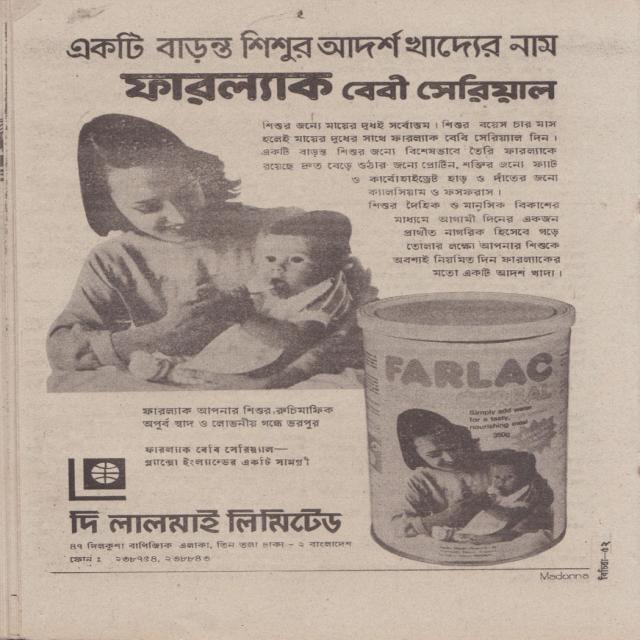 একটি বাড়ন্ত শিশুর আদর্শ খাদ্যের নাম
ফারল্যাক বেবী সেরিয়াল
শিশুর জন্যে মায়ের দুধই সর্বোত্তম। শিশুর বয়েস চার মাস
হলেই মায়ের দুধের সাথে ফারল্যাক বেবি সেরিয়াল দিন।
একটি বাড়ন্ত শিশুর জন্যে বিশেষভাবে তৈরি ফারল্যাকে
রয়েছে দ্রুত বেড়ে ওঠার জন্যে প্রোটিন, শক্তির জন্যে ফ্যাট
ও কার্বোহাইড্রেট হাড় ও দাঁতের জন্যে
ক্যালসিয়াম ও ফসফরাস।
শিশুর দৈহিক ও মানসিক বিকাশের
মাধ্যমে আগামী দিনের একজন
প্রার্থীত নাগরিক হিসেবে গড়ে
তোলার লক্ষ্যে আপনার শিশুকে
অবশ্যই নিয়মিত দিন ফারল্যাকের
মতো একটি আদর্শ খাদ্য।
FARLAC
Simply add water
for a tasty,
nourishing meal
350g
ফারল্যাক আপনার শিশুর রুচিমাফিক
অপূর্ব স্বাদ ও লোভনীয় গন্ধে ভরপুর
ফারল্যাক বেবি সেরিয়াল—
গ্ল্যাক্সো ইংল্যান্ডের একটি সামগ্রী
দি লালমাই লিমিটেড
৪৭ দিলকুশা বাণিজ্যিক এলাকা, তিন তলা ঢাকা - ২ বাংলাদেশ
ফোন : ২৩৮৭৫৪, ২৩৮৮৪৩
Madonna